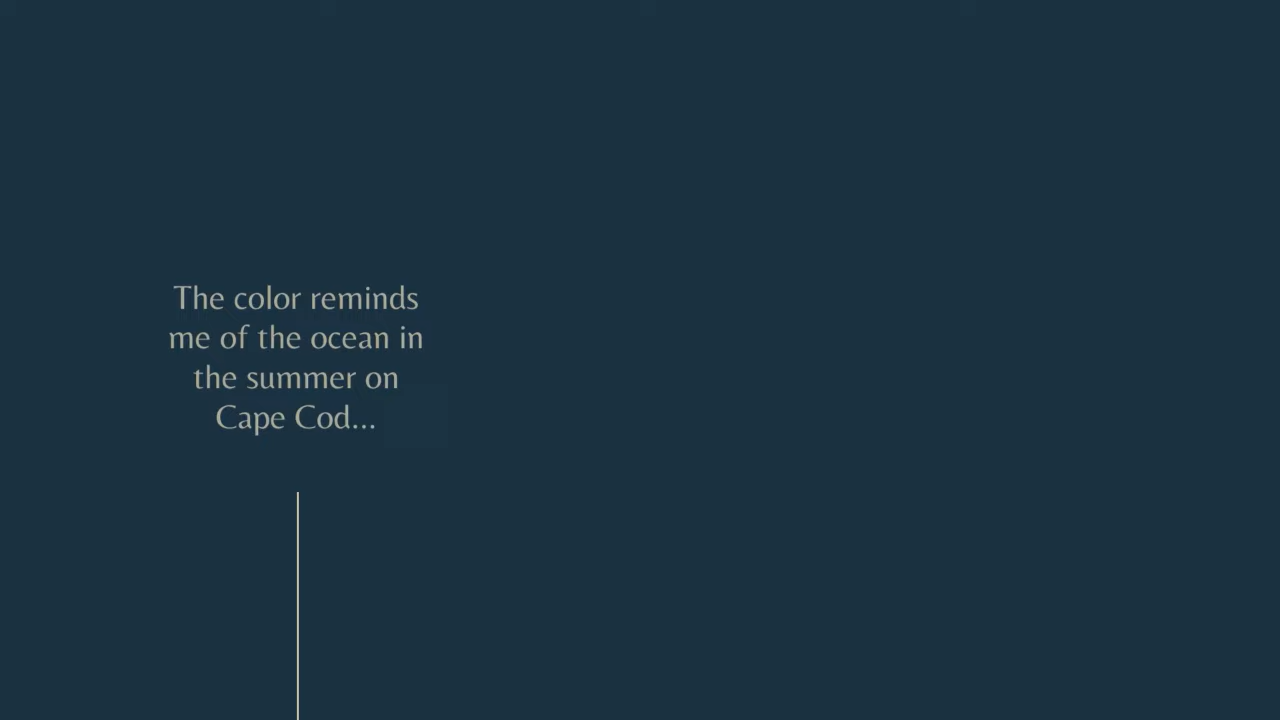 The color reminds
me of the ocean in
the summer on
Cape Cod...